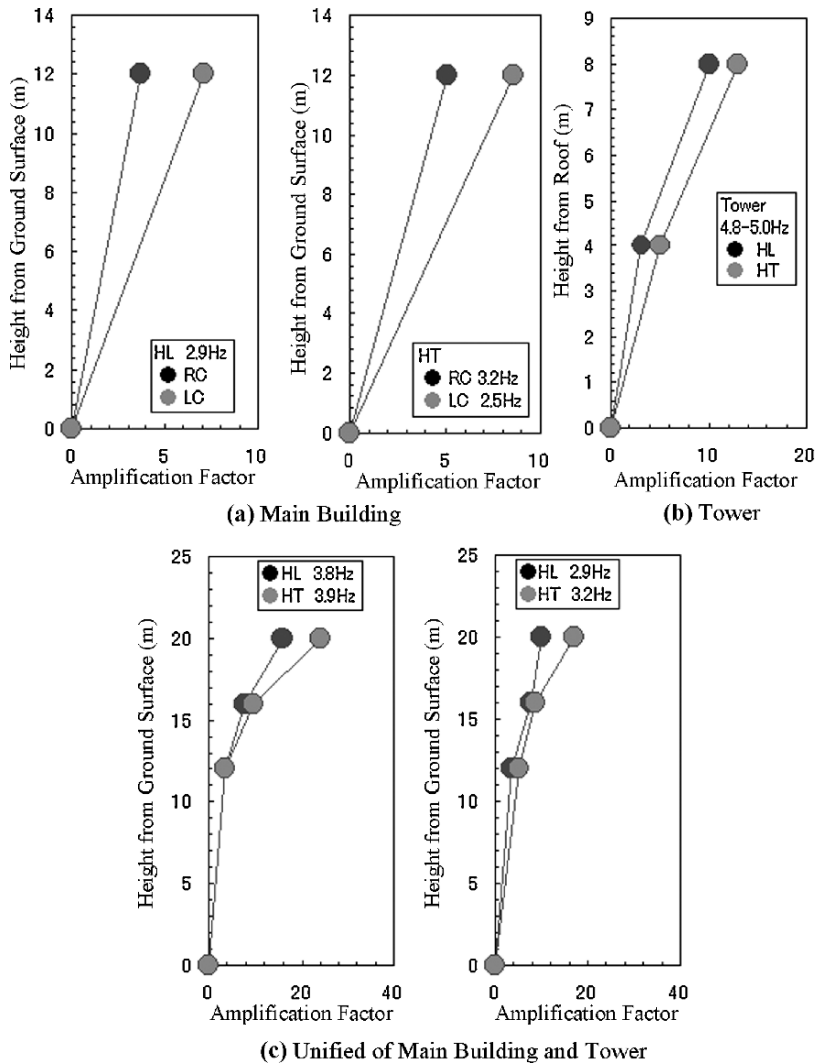 14
12
10
8
6
4
2
0
Height from Ground Surface (m)
HL 2.9Hz
RC
LC
0 5 10
Amplification Factor
14
12
10
8
6
4
2
0
Height from Ground Surface (m)
HT
RC 3.2Hz
LC 2.5Hz
0 5 10
Amplification Factor
(a) Main Building
9
8
7
6
5
4
3
2
1
0
Height from Roof (m)
Tower
4.8-5.0Hz
HL
HT
0 10 20
Amplification Factor
(b) Tower
25
20
15
10
5
0
Height from Ground Surface (m)
HL 3.8Hz
HT 3.9Hz
0 20 40
Amplification Factor
25
20
15
10
5
0
Height from Ground Surface (m)
HL 2.9Hz
HT 3.2Hz
0 20 40
Amplification Factor
(c) Unified of Main Building and Tower